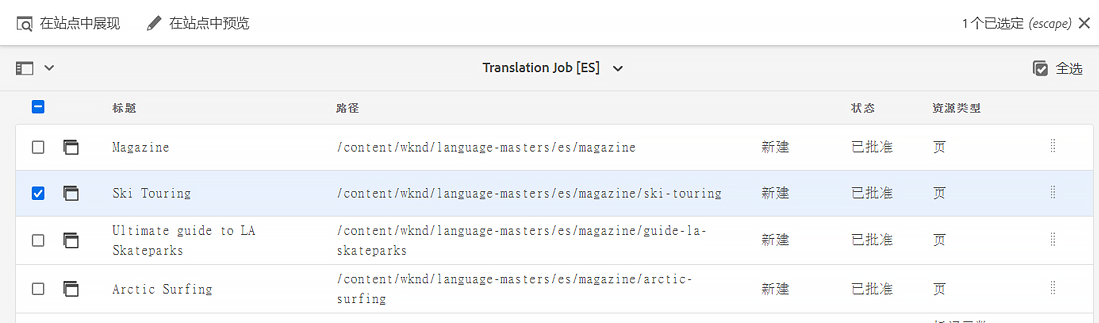 在站点中展现 在站点中预览 1 个已选定 (escape)
Translation Job [ES] 全选
标题 路径 状态 资源类型
Magazine /content/wknd/language-masters/es/magazine 新建 已批准 页
Ski Touring /content/wknd/language-masters/es/magazine/ski-touring 新建 已批准 页
Ultimate guide to LA /content/wknd/language-masters/es/magazine/guide-la- 新建 已批准 页
Skateparks skateparks
Arctic Surfing /content/wknd/language-masters/es/magazine/arctic- 新建 已批准 页
surfing